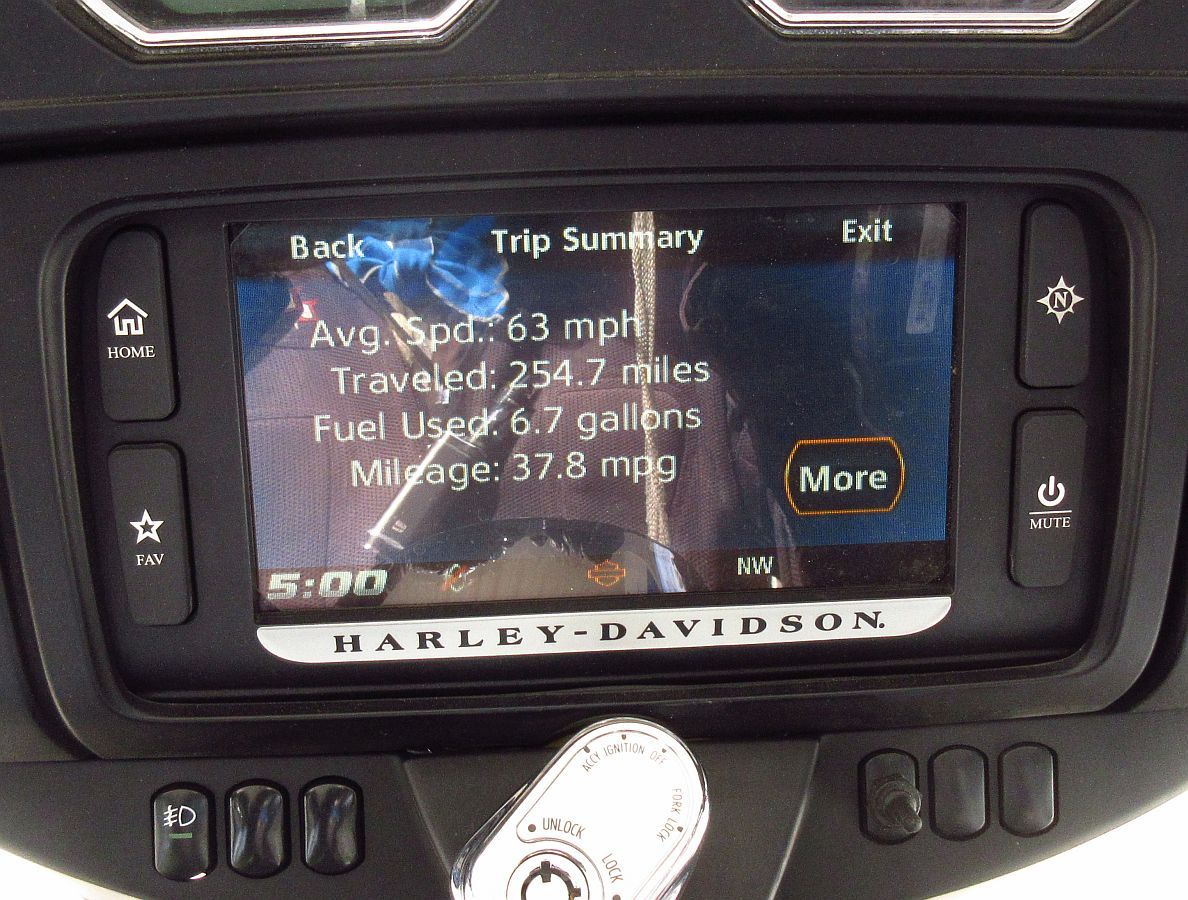 Back Trip Summary Exit
Avg. Spd.: 63 mph
Traveled: 254.7 miles
Fuel Used: 6.7 gallons
Mileage: 37.8 mpg
More
5:00 NW
HOME
FAV
N
MUTE
HARLEY-DAVIDSON.
ACCY IGNITION OFF
FORK LOCK
UNLOCK
LOCK